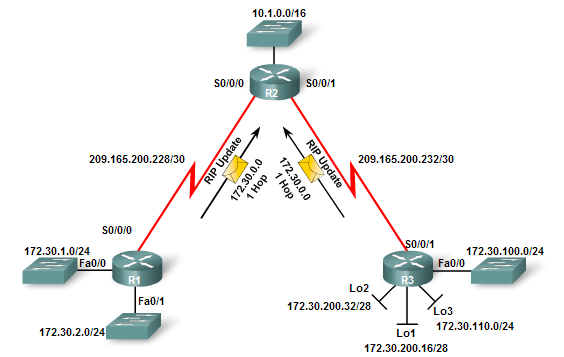 10.1.0.0/16
S0/0/0
S0/0/1
R2
RIP Update
172.30.0.0
1 Hop
RIP Update
172.30.0.0
1 Hop
209.165.200.228/30
209.165.200.232/30
S0/0/0
S0/0/1
172.30.1.0/24
Fa0/0
R1
Fa0/1
172.30.2.0/24
172.30.100.0/24
Fa0/0
R3
Lo2
172.30.200.32/28
Lo3
172.30.110.0/24
Lo1
172.30.200.16/28